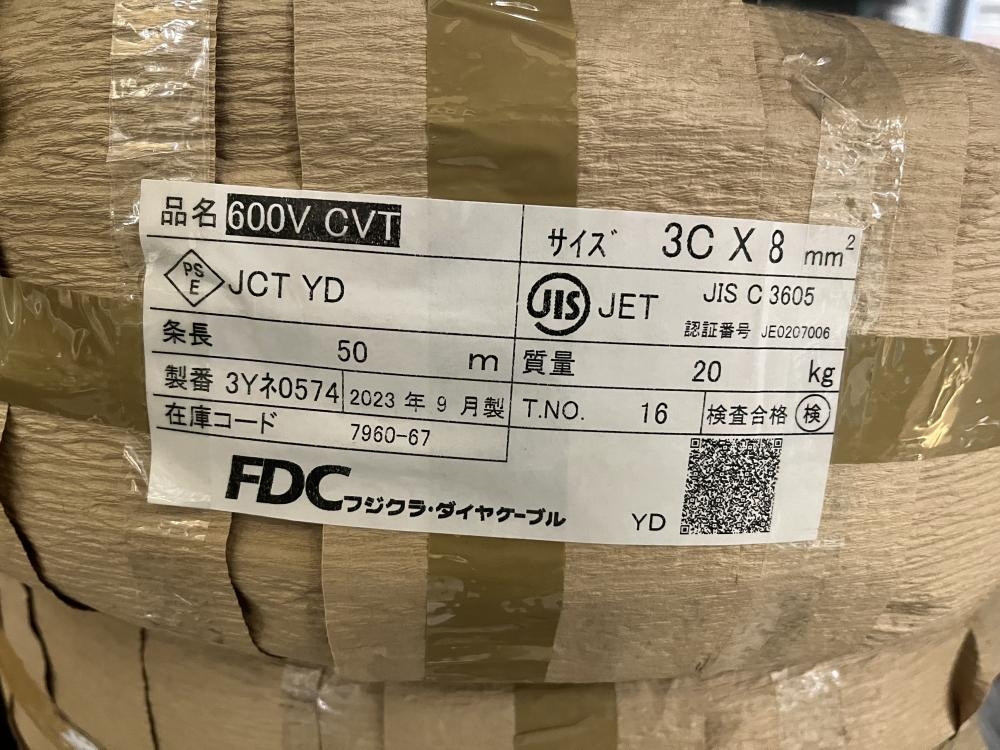 品名 600V CVT
サイズ 3C X 8 mm²
PS E JCT YD
JIS JET JIS C 3605
認証番号 JE0207006
条長 50 m
質量 20 kg
製番 3Yネ0574 2023 年 9 月製
T.NO. 16 検査合格 検
在庫コード 7960-67
FDC フジクラ・ダイヤケーブル
YD